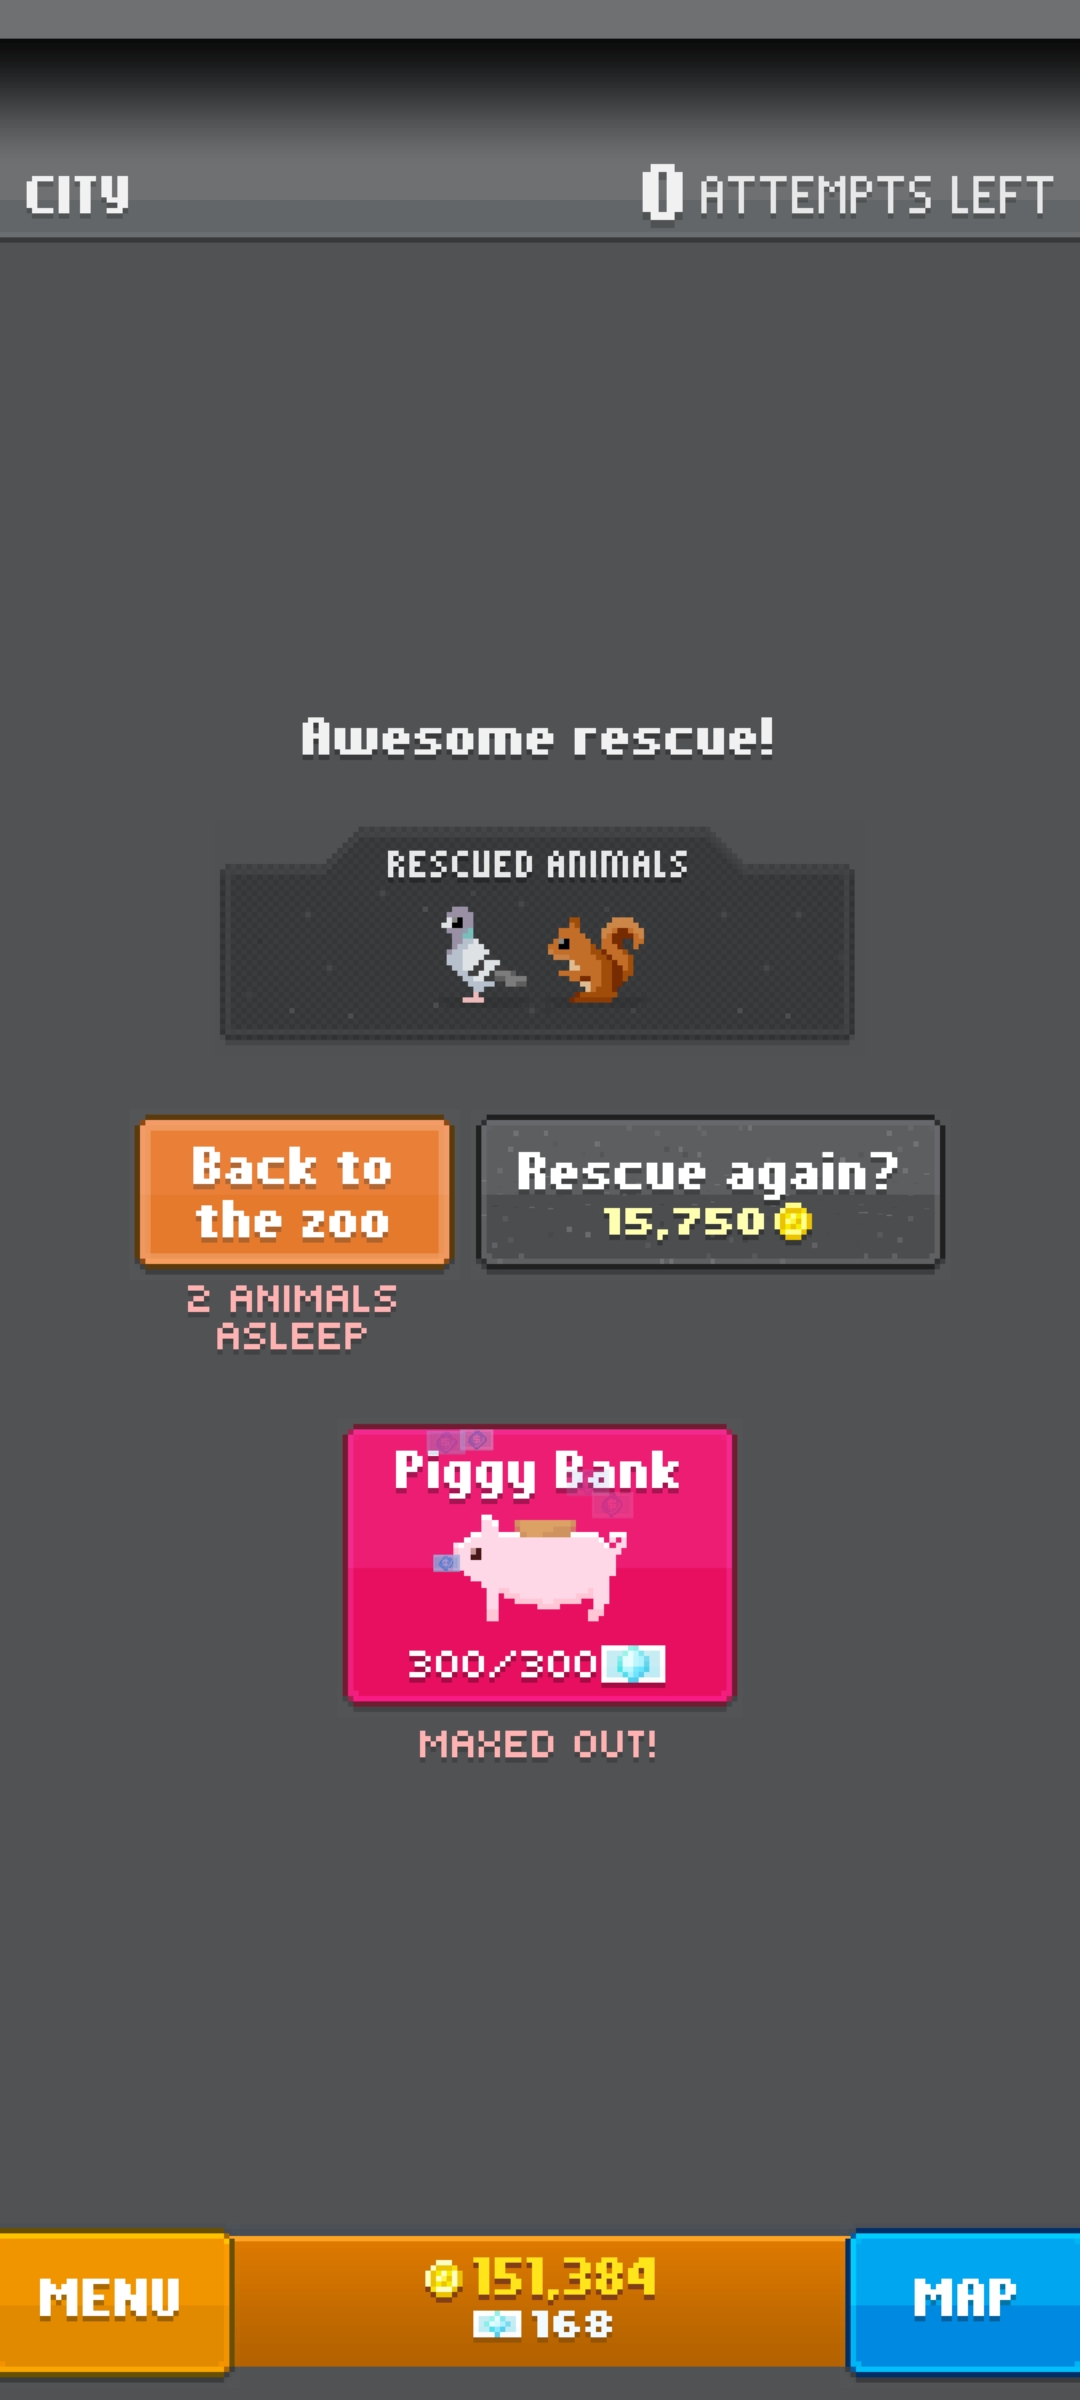 CITY
0 ATTEMPTS LEFT
Awesome rescue!
RESCUED ANIMALS
Back to
the zoo
Rescue again?
15,750
2 ANIMALS
ASLEEP
Piggy Bank
300/300
MAXED OUT!
MENU
151,384
168
MAP